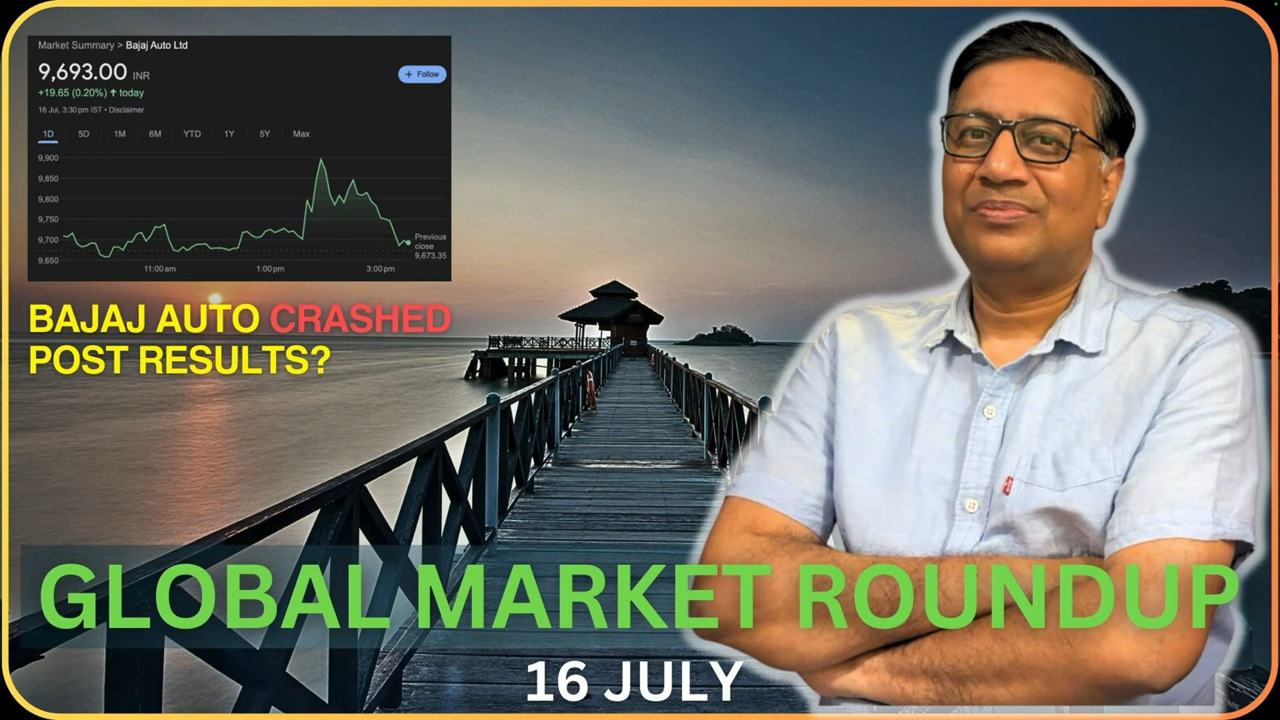 Market Summary > Bajaj Auto Ltd
9,693.00 INR
+ Follow
+19.65 (0.20%) ↑ today
16 Jul, 3:30 pm IST • Disclaimer
1D 5D 1M 6M YTD 1Y 5Y Max
9,900
9,850
9,800
9,750
9,700
9,650
Previous
close
9,673.35
11:00 am 1:00 pm 3:00 pm
BAJAJ AUTO CRASHED
POST RESULTS?
GLOBAL MARKET ROUNDUP
16 JULY